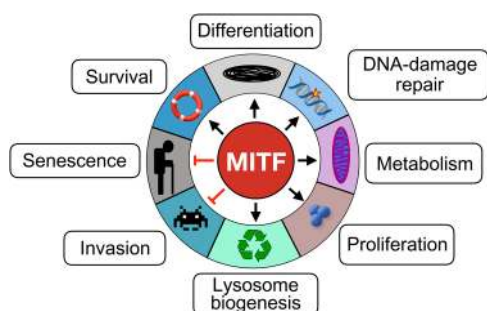 Differentiation
DNA-damage
repair
Survival
Senescence
MITF
Metabolism
Invasion
Proliferation
Lysosome
biogenesis